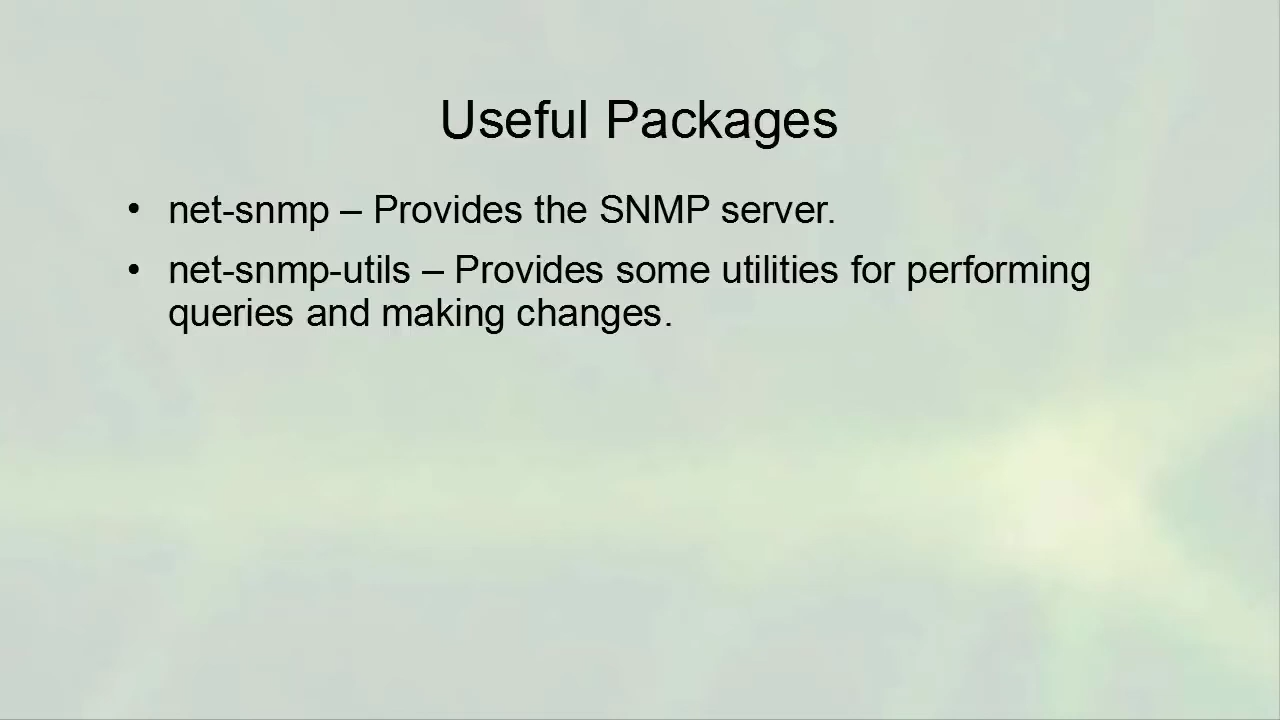 Useful Packages
• net-snmp – Provides the SNMP server.
• net-snmp-utils – Provides some utilities for performing
queries and making changes.